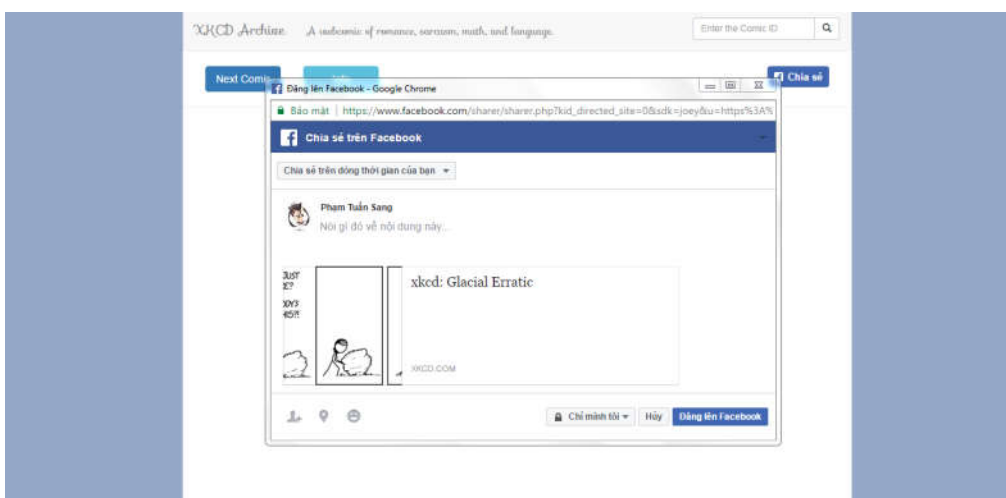 XKCD Archive A webcomic of romance, sarcasm, math, and language. Enter the Comic ID
Next Comic Chia sẻ
Đăng lên Facebook - Google Chrome
Bảo mật | https://www.facebook.com/sharer/sharer.php?kid_directed_site=0&sdk=joey&u=https%3A%
Chia sẻ trên Facebook
Chia sẻ trên dòng thời gian của bạn
Phạm Tuấn Sang
Nói gì đó về nội dung này...
JUST
xkcd: Glacial Erratic
XKCD.COM
Chỉ mình tôi Hủy Đăng lên Facebook